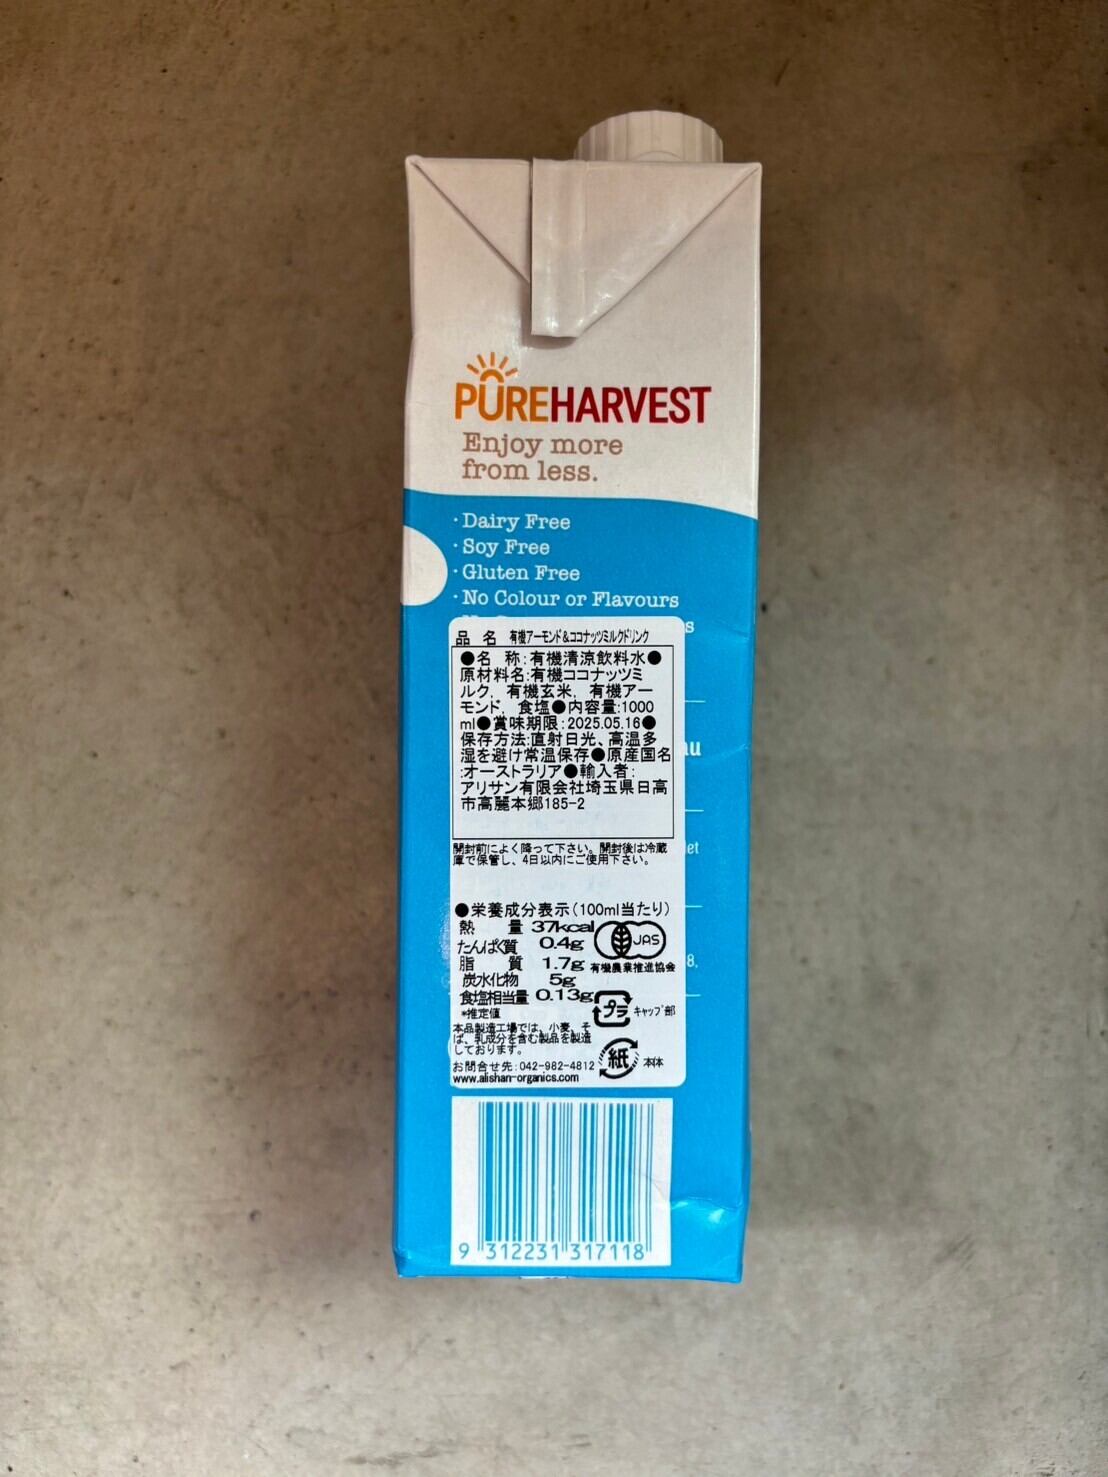 PUREHARVEST
Enjoy more
from less.
· Dairy Free
· Soy Free
· Gluten Free
· No Colour or Flavours
品 名 有機アーモンド&ココナッツミルクドリンク
●名 称:有機清涼飲料水●
原材料名:有機ココナッツミ
ルク, 有機玄米, 有機アー
モンド, 食塩●内容量:1000
ml●賞味期限:2025.05.16●
保存方法:直射日光、高温多
湿を避け常温保存●原産国名
:オーストラリア●輸入者:
アリサン有限会社埼玉県日高
市高麗本郷185-2
開封前によく降って下さい。開封後は冷蔵
庫で保管し、4日以内にご使用下さい。
●栄養成分表示(100ml当たり)
熱 量 37kcal
たんぱく質 0.4g
JAS
脂 質 1.7g
有機農業推進協会
炭水化物 5g
食塩相当量 0.13g
*推定値
プラ キャップ部
本品製造工場では、小麦、そ
ば、乳成分を含む製品を製造
しております。
紙 本体
お問合せ先:042-982-4812
www.alishan-organics.com
9 312231 317118